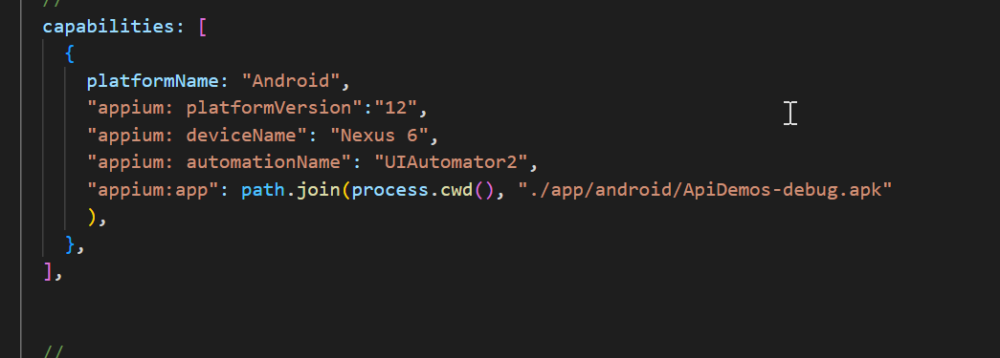 //
capabilities: [
{
platformName: "Android",
"appium: platformVersion":"12",
"appium: deviceName": "Nexus 6",
"appium: automationName": "UIAutomator2",
"appium:app": path.join(process.cwd(), "./app/android/ApiDemos-debug.apk"
),
},
],
//